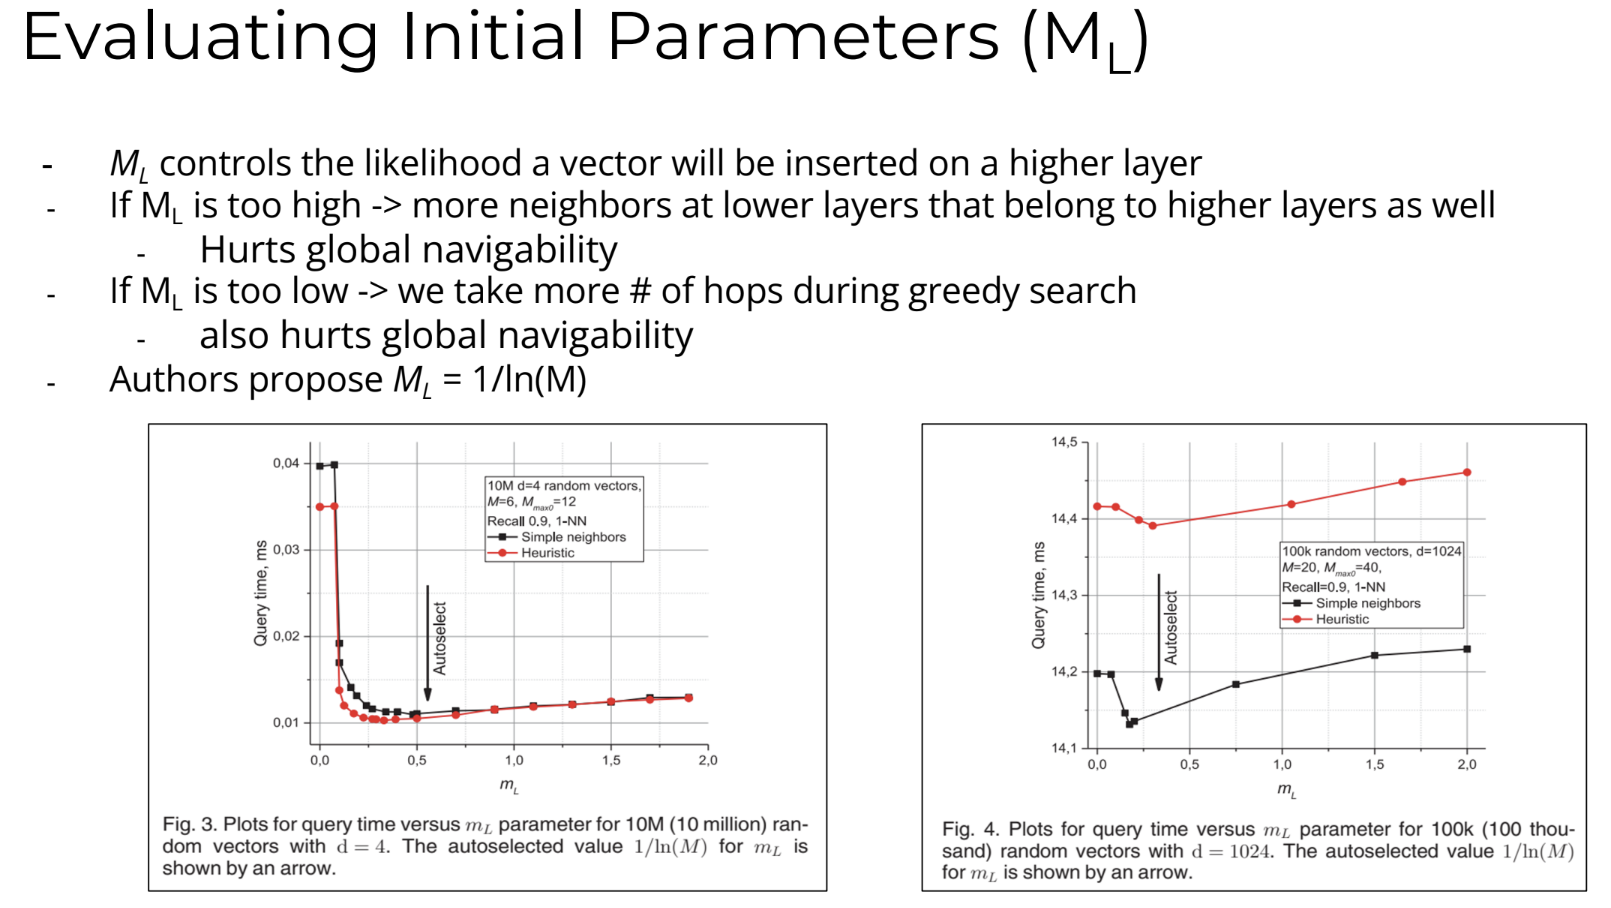 Evaluating Initial Parameters (M_L)
- M_L controls the likelihood a vector will be inserted on a higher layer
- If M_L is too high -> more neighbors at lower layers that belong to higher layers as well
- Hurts global navigability
- If M_L is too low -> we take more # of hops during greedy search
- also hurts global navigability
- Authors propose M_L = 1/ln(M)
0,04
0,03
0,02
0,01
Query time, ms
10M d=4 random vectors,
M=6, M_max0=12
Recall 0.9, 1-NN
Simple neighbors
Heuristic
Autoselect
0,0 0,5 1,0 1,5 2,0
m_L
Fig. 3. Plots for query time versus m_L parameter for 10M (10 million) ran-
dom vectors with d = 4. The autoselected value 1/ln(M) for m_L is
shown by an arrow.
14,5
14,4
14,3
14,2
14,1
Query time, ms
100k random vectors, d=1024
M=20, M_max0=40,
Recall=0.9, 1-NN
Simple neighbors
Heuristic
Autoselect
0,0 0,5 1,0 1,5 2,0
m_L
Fig. 4. Plots for query time versus m_L parameter for 100k (100 thou-
sand) random vectors with d = 1024. The autoselected value 1/ln(M)
for m_L is shown by an arrow.